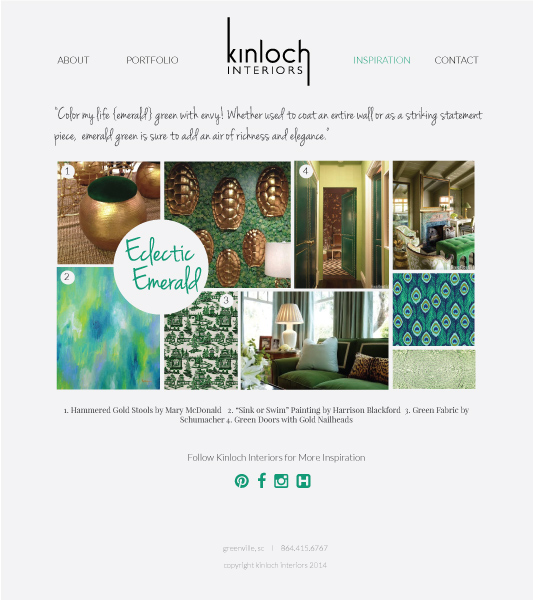 kinloch
INTERIORS
ABOUT PORTFOLIO INSPIRATION CONTACT
"Color my life {emerald} green with envy! Whether used to coat an entire wall or as a striking statement
piece, emerald green is sure to add an air of richness and elegance."
1
4
Eclectic
Emerald
2
3
1. Hammered Gold Stools by Mary McDonald 2. "Sink or Swim" Painting by Harrison Blackford 3. Green Fabric by
Schumacher 4. Green Doors with Gold Nailheads
Follow Kinloch Interiors for More Inspiration
greenville, sc | 864.415.6767
copyright kinloch interiors 2014